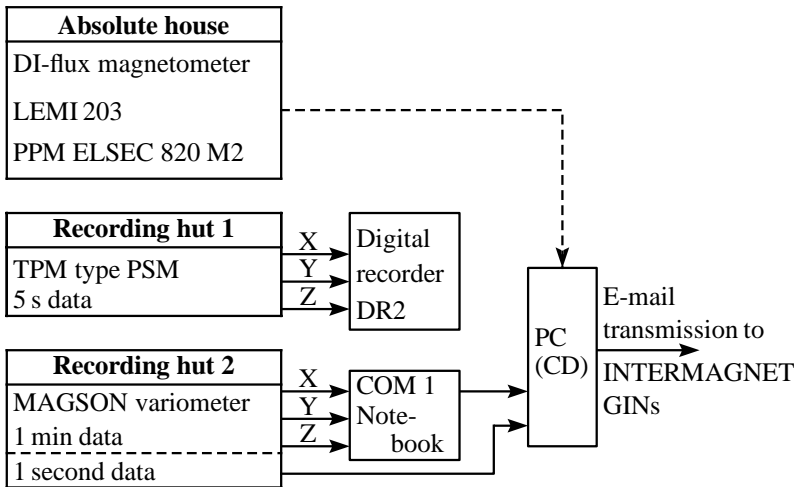 Absolute house
DI-flux magnetometer
LEMI 203
PPM ELSEC 820 M2
Recording hut 1
TPM type PSM
5 s data
X
Y
Z
Digital
recorder
DR2
Recording hut 2
MAGSON variometer
1 min data
1 second data
X
Y
Z
COM 1
Note-
book
PC
(CD)
E-mail
transmission to
INTERMAGNET
GINs